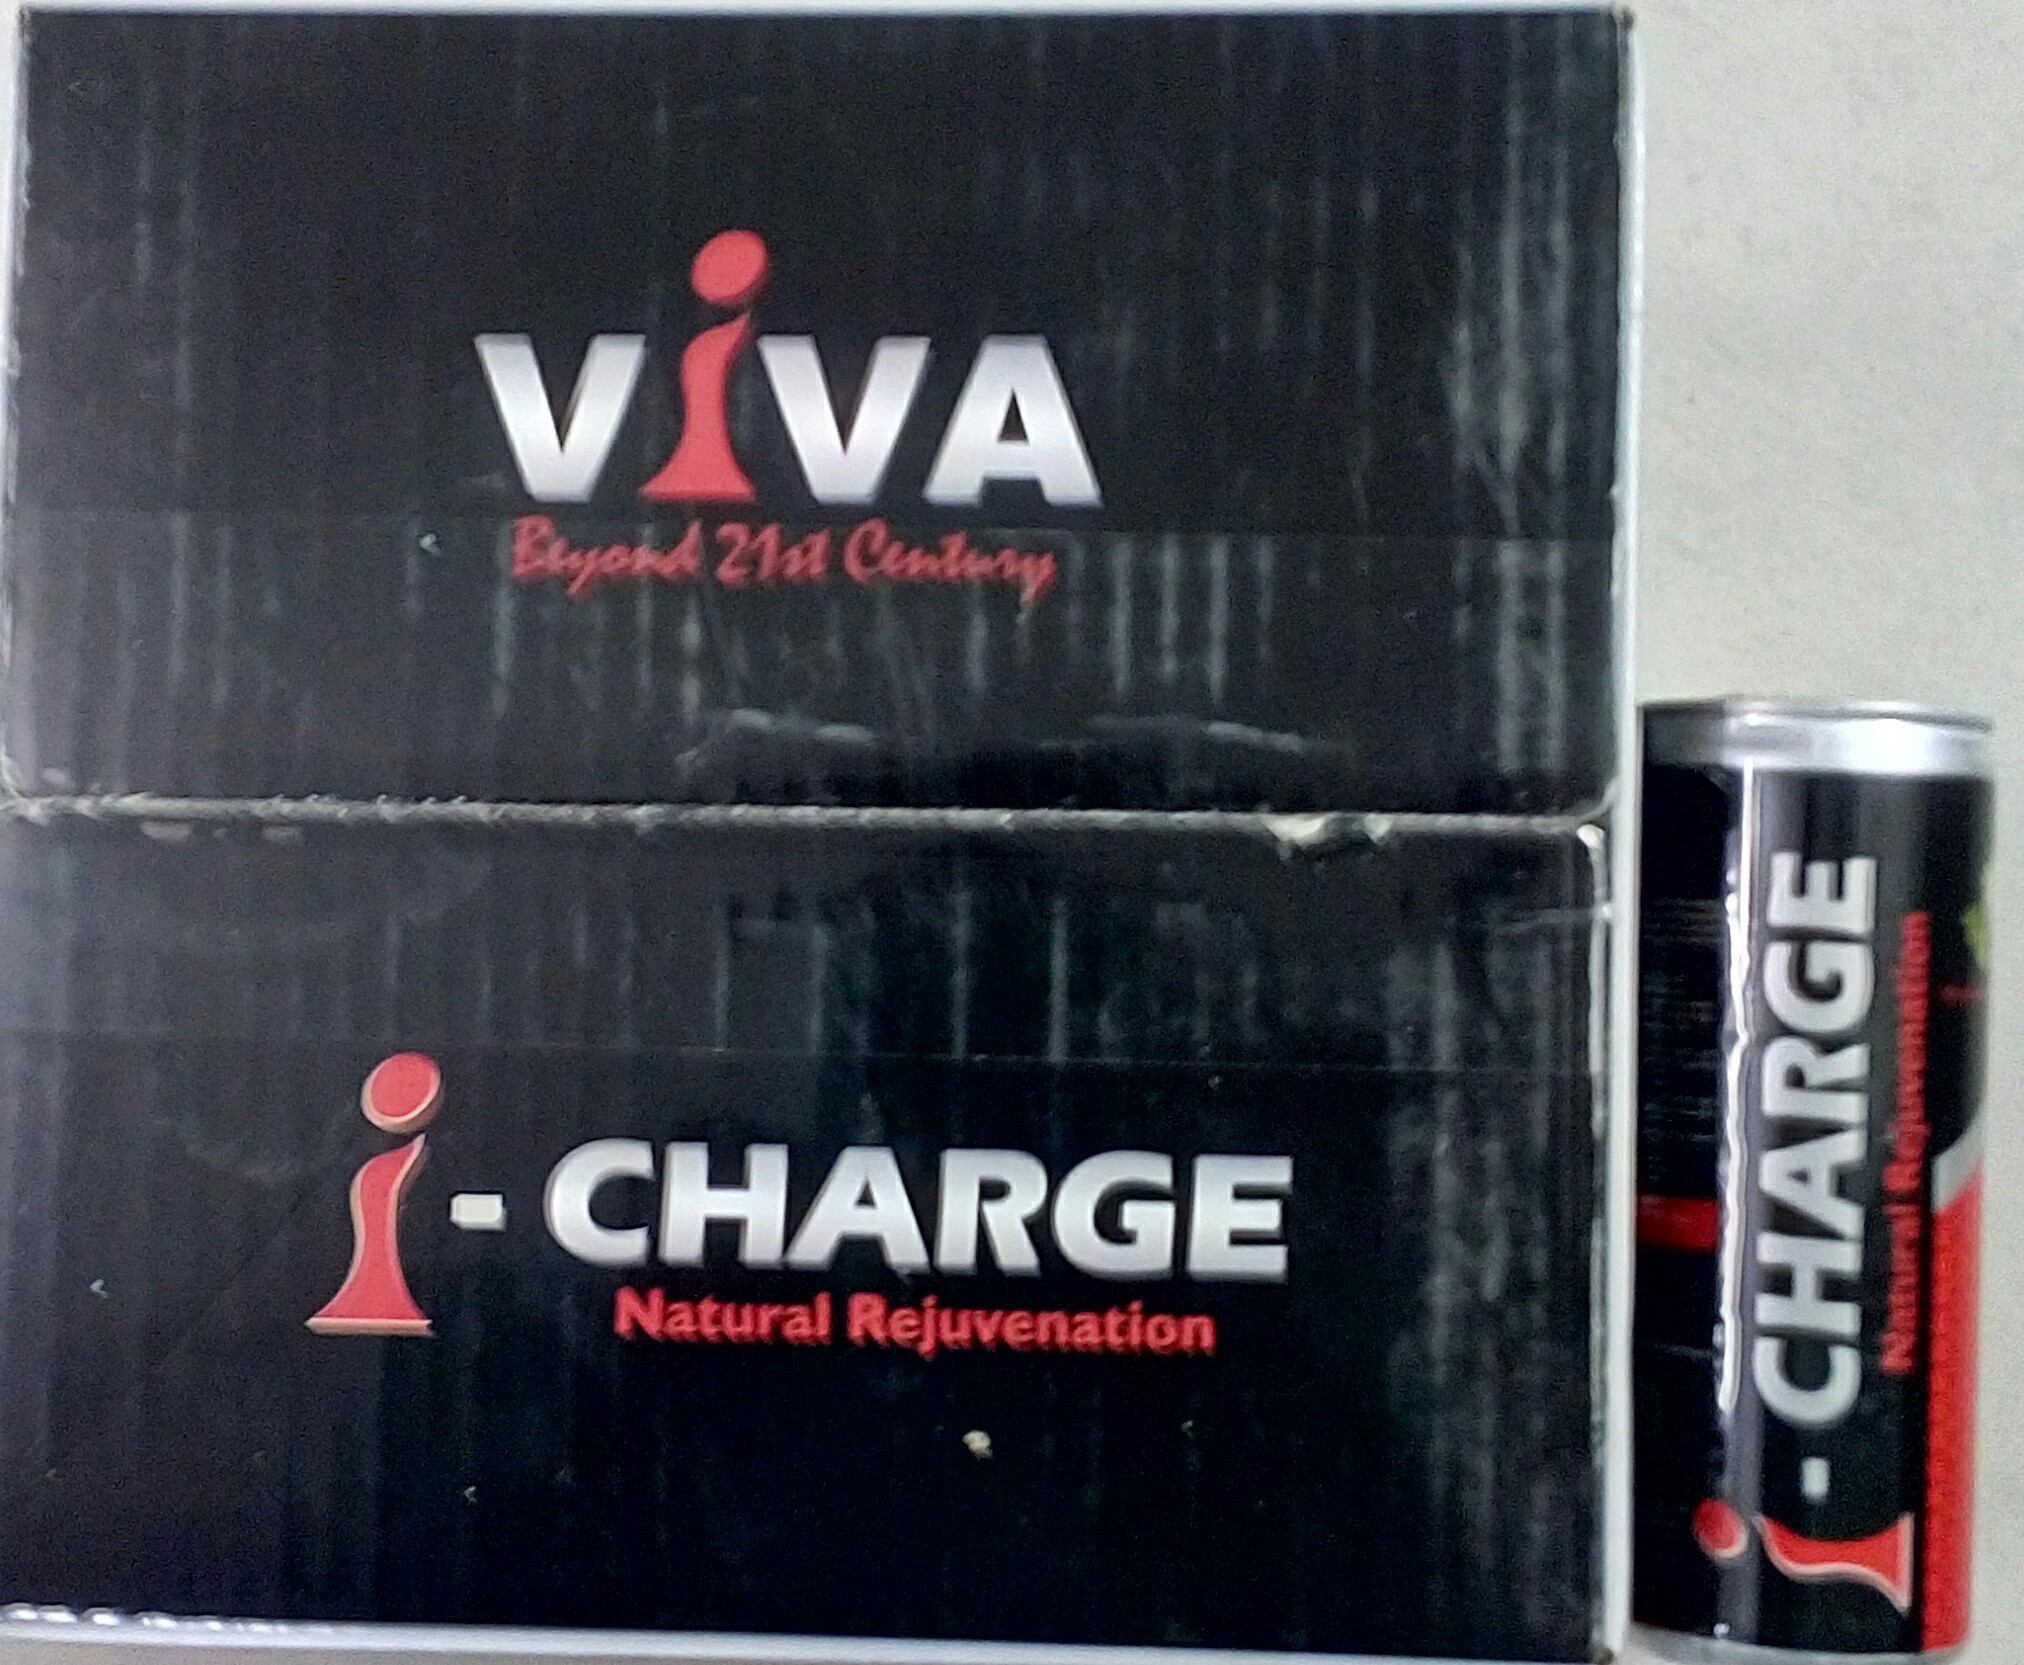 ViVA
Beyond 21st Century
i-CHARGE
Natural Rejuvenation
i-CHARGE
Natural Rejuvenation